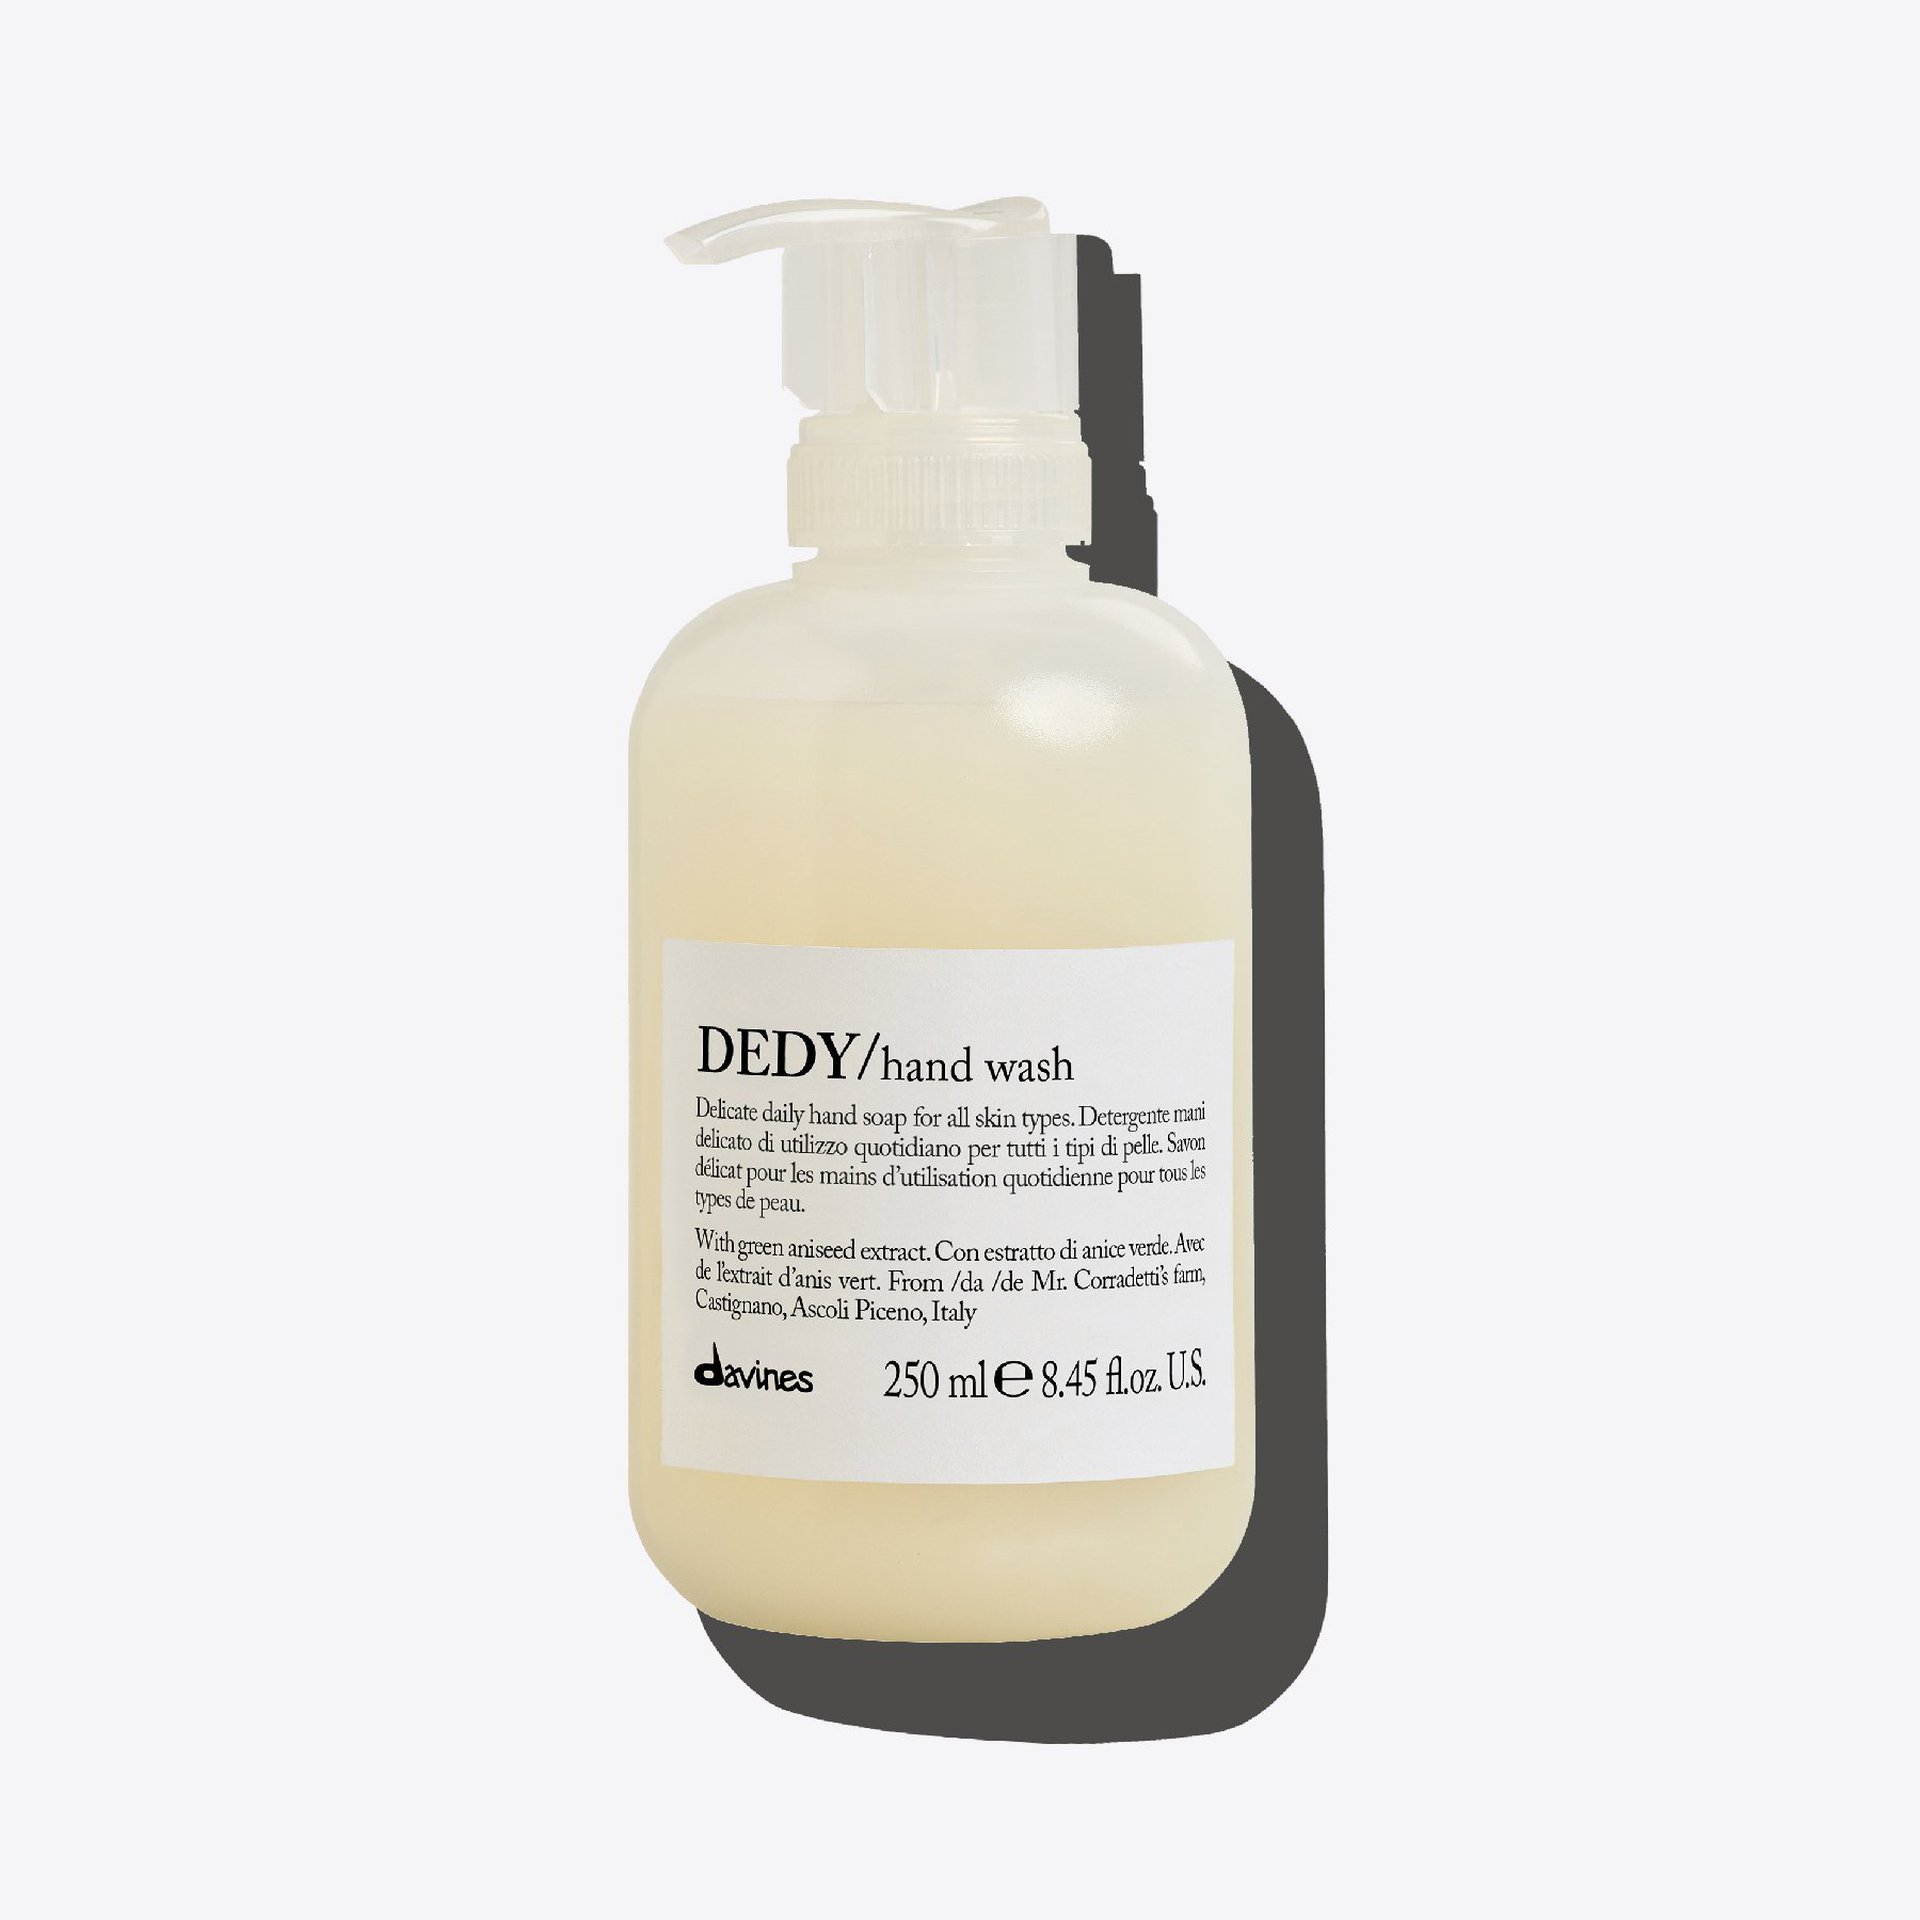 DEDY/hand wash
Delicate daily hand soap for all skin types. Detergente mani
delicato di utilizzo quotidiano per tutti i tipi di pelle. Savon
délicat pour les mains d'utilisation quotidienne pour tous les
types de peau.
With green aniseed extract. Con estratto di anice verde. Avec
de l'extrait d'anis vert. From /da /de Mr. Corradetti's farm,
Castignano, Ascoli Piceno, Italy
davines 250 ml ℮ 8.45 fl.oz. U.S.